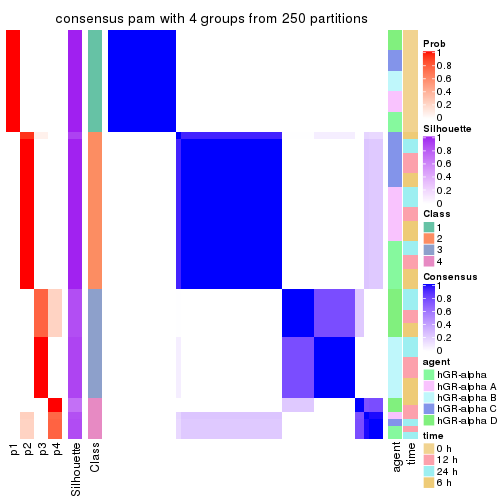 consensus pam with 4 groups from 250 partitions
Prob
1
0.8
0.6
0.4
0.2
0
Silhouette
1
0.8
0.6
0.4
0.2
0
Class
1
2
3
4
Consensus
1
0.8
0.6
0.4
0.2
0
agent
hGR-alpha
hGR-alpha A
hGR-alpha B
hGR-alpha C
hGR-alpha D
time
0 h
12 h
24 h
6 h
p1
p2
p3
p4
Silhouette
Class
agent
time